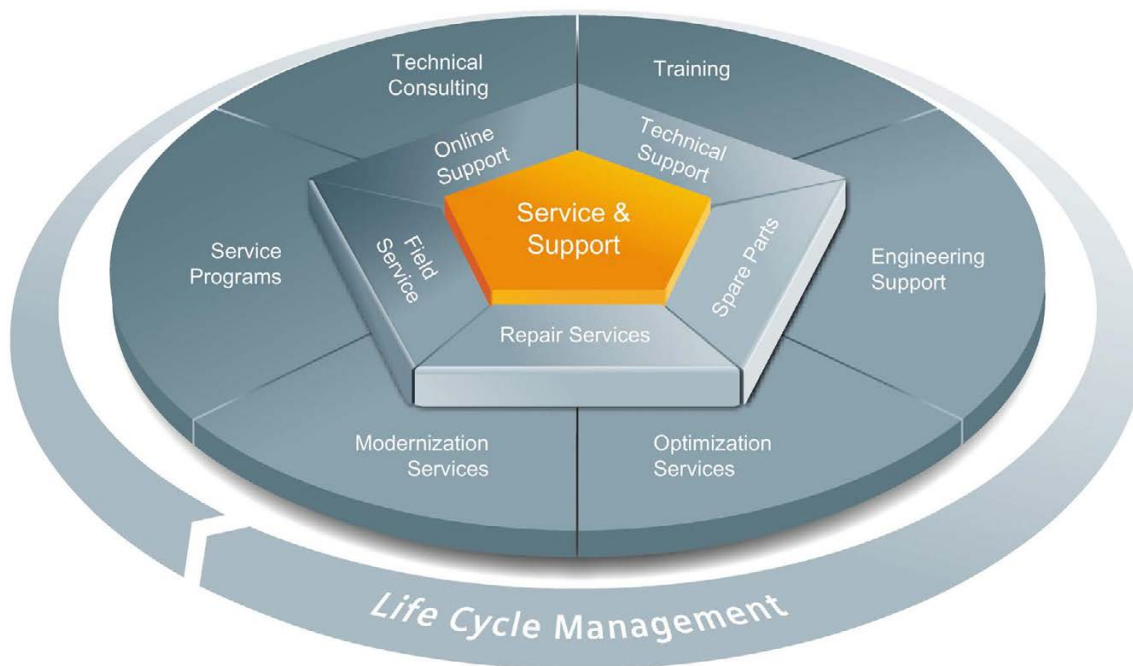 Technical
Consulting
Training
Online
Support
Technical
Support
Service &
Support
Service
Programs
Field
Service
Spare Parts
Engineering
Support
Repair Services
Modernization
Services
Optimization
Services
Life Cycle Management